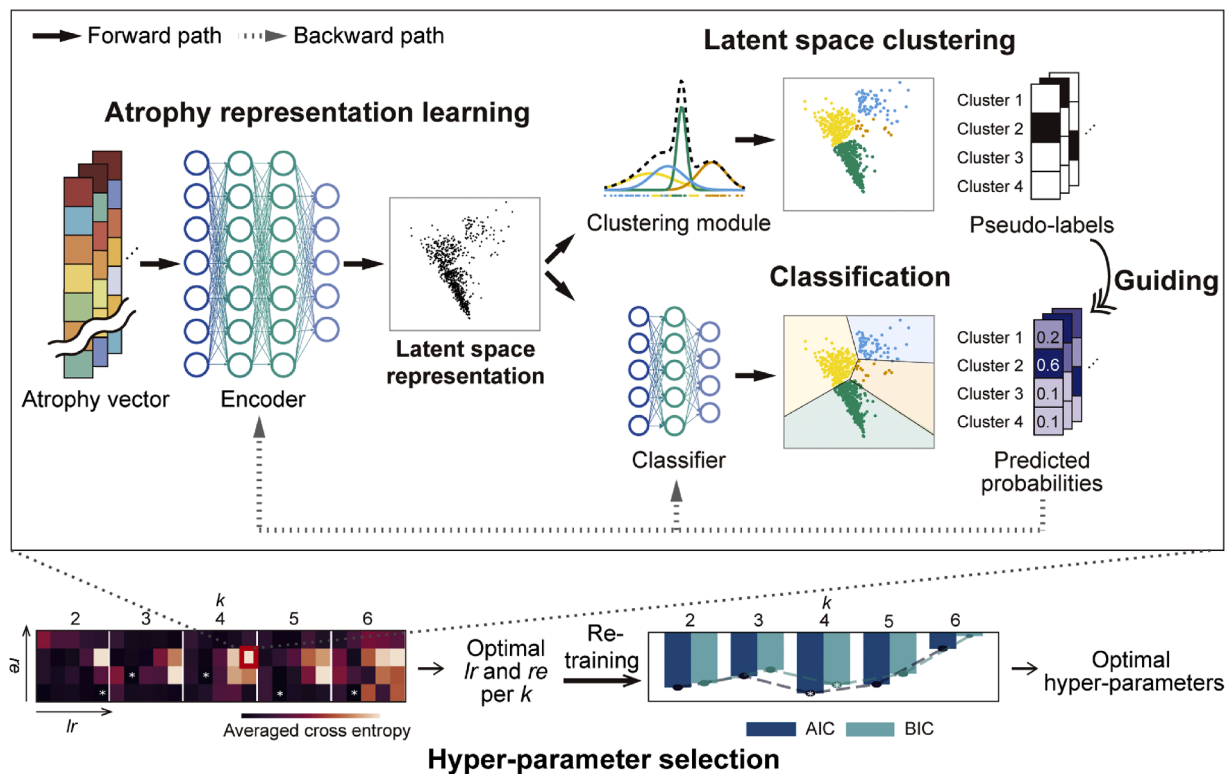 Forward path
Backward path
Latent space clustering
Atrophy representation learning
Cluster 1
Cluster 2
Cluster 3
Cluster 4
Clustering module
Pseudo-labels
Atrophy vector
Encoder
Latent space
representation
Classification
Guiding
Cluster 1
0.2
Cluster 2
0.6
Cluster 3
0.1
Cluster 4
0.1
Classifier
Predicted
probabilities
k
2 3 4 5 6
re
* * * * *
lr
Averaged cross entropy
Optimal
lr and re
per k
Re-
training
k
2 3 4 5 6
* *
AIC BIC
Optimal
hyper-parameters
Hyper-parameter selection